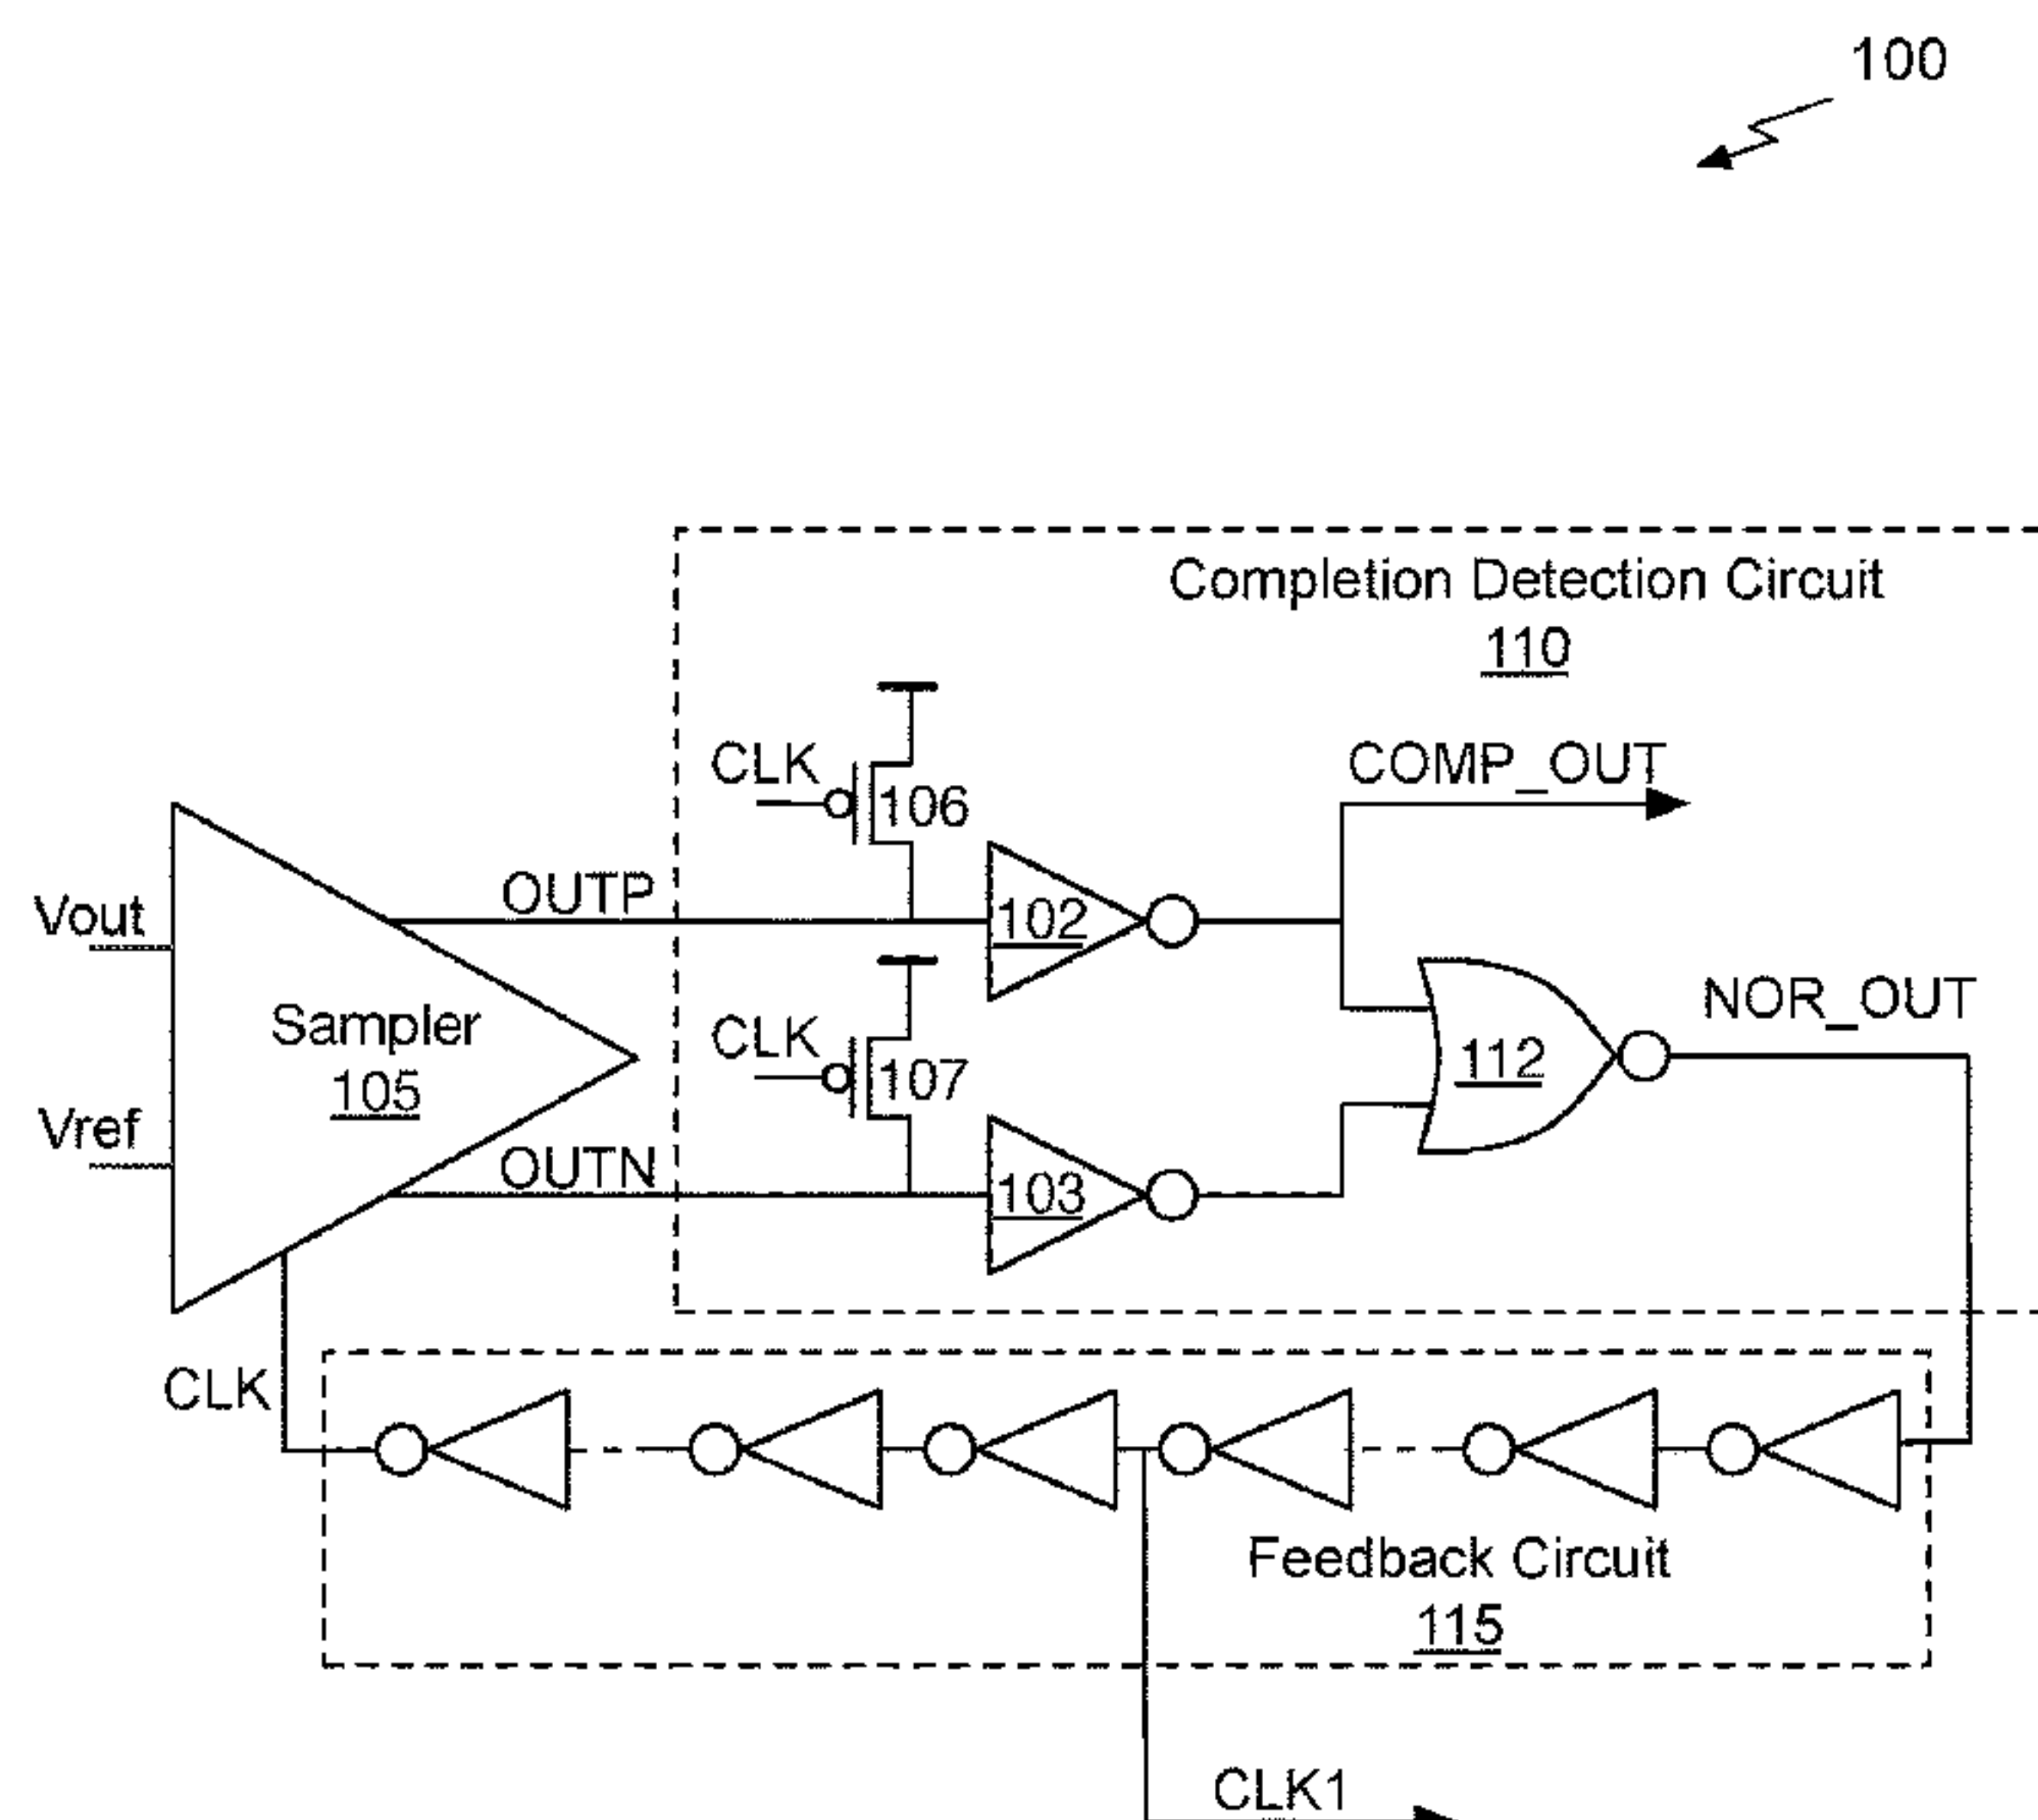 100
Completion Detection Circuit
110
CLK
COMP_OUT
106
OUTP
102
Vout
NOR_OUT
Sampler
105
CLK
107
112
Vref
OUTN
103
CLK
Feedback Circuit
115
CLK1